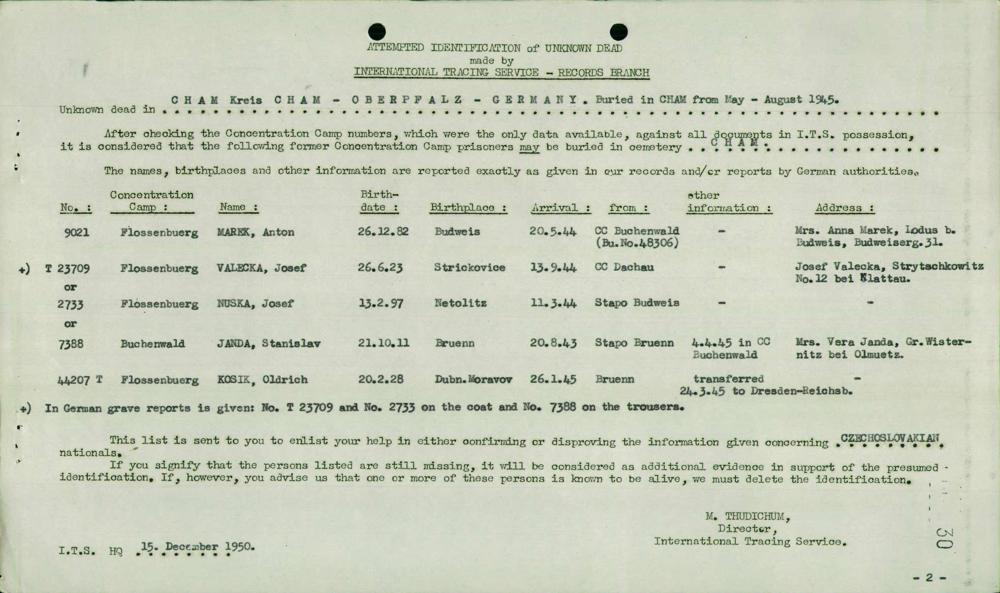 ATTEMPTED IDENTIFICATION of UNKNOWN DEAD
made by
INTERNATIONAL TRACING SERVICE - RECORDS BRANCH
Unknown dead in CHAM Kreis CHAM - OBERPFALZ - GERMANY. Buried in CHAM from May - August 1945.
After checking the Concentration Camp numbers, which were the only data available, against all documents in I.T.S. possession,
it is considered that the following former Concentration Camp prisoners may be buried in cemetery . . CHAM.
The names, birthplaces and other information are reported exactly as given in our records and/or reports by German authorities.
No. : Concentration Camp : Name : Birth-date : Birthplace : Arrival : from : other information : Address :
9021 Flossenbuerg MAREK, Anton 26.12.82 Budweis 20.5.44 CC Buchenwald - Mrs. Anna Marek, Lodus b.
(Bu.No.48306) Budweis, Budweiserg.31.
+) T 23709 Flossenbuerg VALECKA, Josef 26.6.23 Strickovice 13.9.44 CC Dachau - Josef Valecka, Strytschkowitz
or No.12 bei Klattau.
2733 Flossenbuerg NUSKA, Josef 13.2.97 Netolitz 11.3.44 Stapo Budweis - -
or
7388 Buchenwald JANDA, Stanislav 21.10.11 Bruenn 20.8.43 Stapo Bruenn 4.4.45 in CC Mrs. Vera Janda, Gr.Wister-
Buchenwald nitz bei Olmuetz.
44207 T Flossenbuerg KOSIK, Oldrich 20.2.28 Dubn.Moravov 26.1.45 Bruenn transferred -
24.3.45 to Dresden-Reichsb.
+) In German grave reports is given: No. T 23709 and No. 2733 on the coat and No. 7388 on the trousers.
This list is sent to you to enlist your help in either confirming or disproving the information given concerning CZECHOSLOVAKIAN
nationals.
If you signify that the persons listed are still missing, it will be considered as additional evidence in support of the presumed
identification. If, however, you advise us that one or more of these persons is known to be alive, we must delete the identification.
M. THUDICHUM,
Director,
International Tracing Service.
I.T.S. HQ 15. December 1950.
30
- 2 -